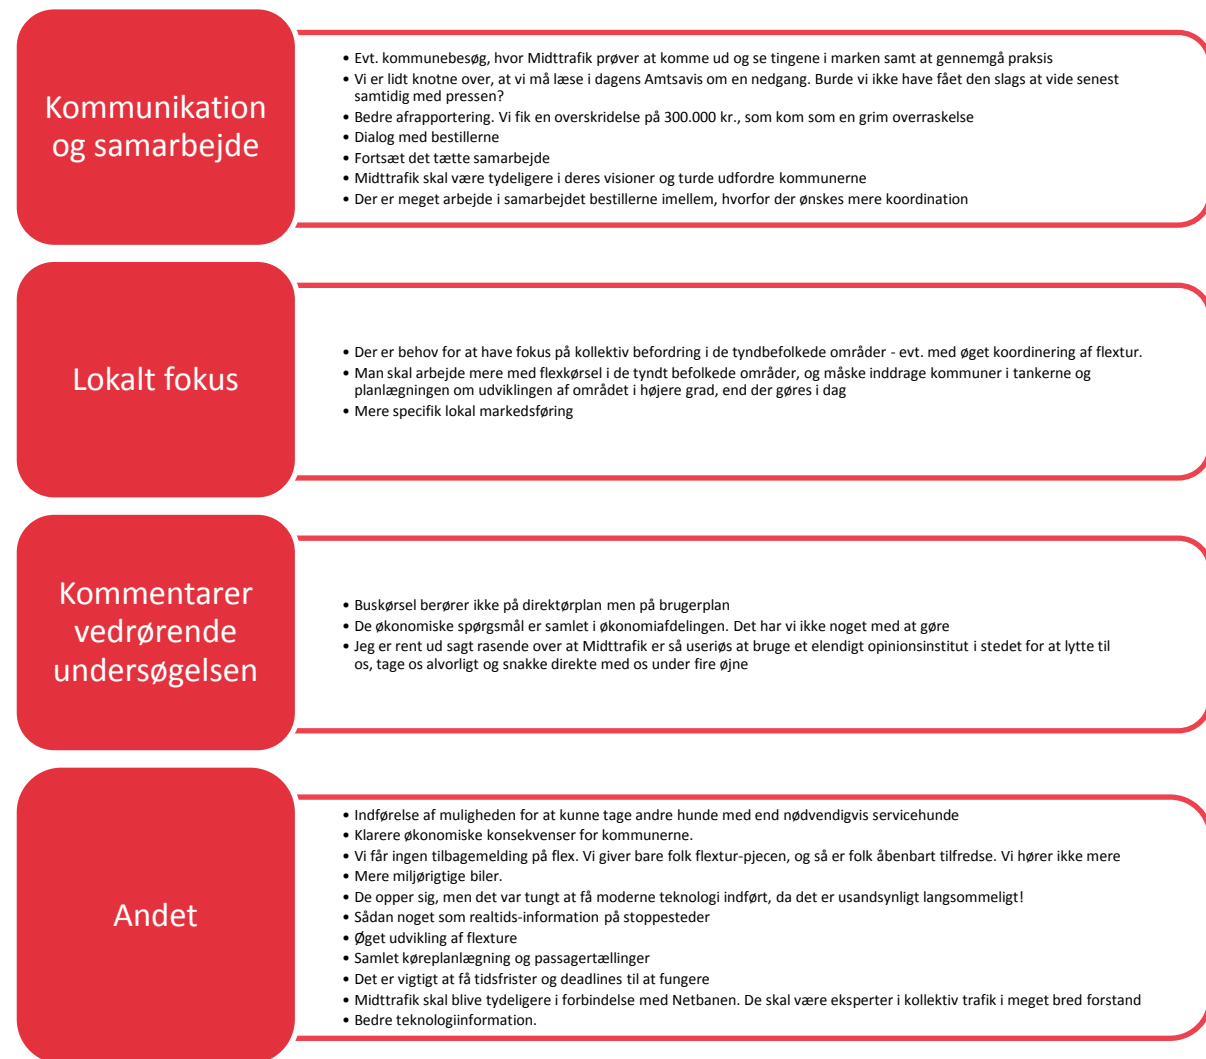 Kommunikation
og samarbejde
• Evt. kommunebesøg, hvor Midttrafik prøver at komme ud og se tingene i marken samt at gennemgå praksis
• Vi er lidt knotne over, at vi må læse i dagens Amtsavis om en nedgang. Burde vi ikke have fået den slags at vide senest
samtidig med pressen?
• Bedre afrapportering. Vi fik en overskridelse på 300.000 kr., som kom som en grim overraskelse
• Dialog med bestillerne
• Fortsæt det tætte samarbejde
• Midttrafik skal være tydeligere i deres visioner og turde udfordre kommunerne
• Der er meget arbejde i samarbejdet bestillerne imellem, hvorfor der ønskes mere koordination
Lokalt fokus
• Der er behov for at have fokus på kollektiv befordring i de tyndbefolkede områder - evt. med øget koordinering af flextur.
• Man skal arbejde mere med flexkørsel i de tyndt befolkede områder, og måske inddrage kommuner i tankerne og
planlægningen om udviklingen af området i højere grad, end der gøres i dag
• Mere specifik lokal markedsføring
Kommentarer
vedrørende
undersøgelsen
• Buskørsel berører ikke på direktørplan men på brugerplan
• De økonomiske spørgsmål er samlet i økonomiafdelingen. Det har vi ikke noget med at gøre
• Jeg er rent ud sagt rasende over at Midttrafik er så useriøs at bruge et elendigt opinionsinstitut i stedet for at lytte til
os, tage os alvorligt og snakke direkte med os under fire øjne
Andet
• Indførelse af muligheden for at kunne tage andre hunde med end nødvendigvis servicehunde
• Klarere økonomiske konsekvenser for kommunerne.
• Vi får ingen tilbagemelding på flex. Vi giver bare folk flextur-pjecen, og så er folk åbenbart tilfredse. Vi hører ikke mere
• Mere miljørigtige biler.
• De opper sig, men det var tungt at få moderne teknologi indført, da det er usandsynligt langsommeligt!
• Sådan noget som realtids-information på stoppesteder
• Øget udvikling af flexture
• Samlet køreplanlægning og passagertællinger
• Det er vigtigt at få tidsfrister og deadlines til at fungere
• Midttrafik skal blive tydeligere i forbindelse med Netbanen. De skal være eksperter i kollektiv trafik i meget bred forstand
• Bedre teknologiinformation.